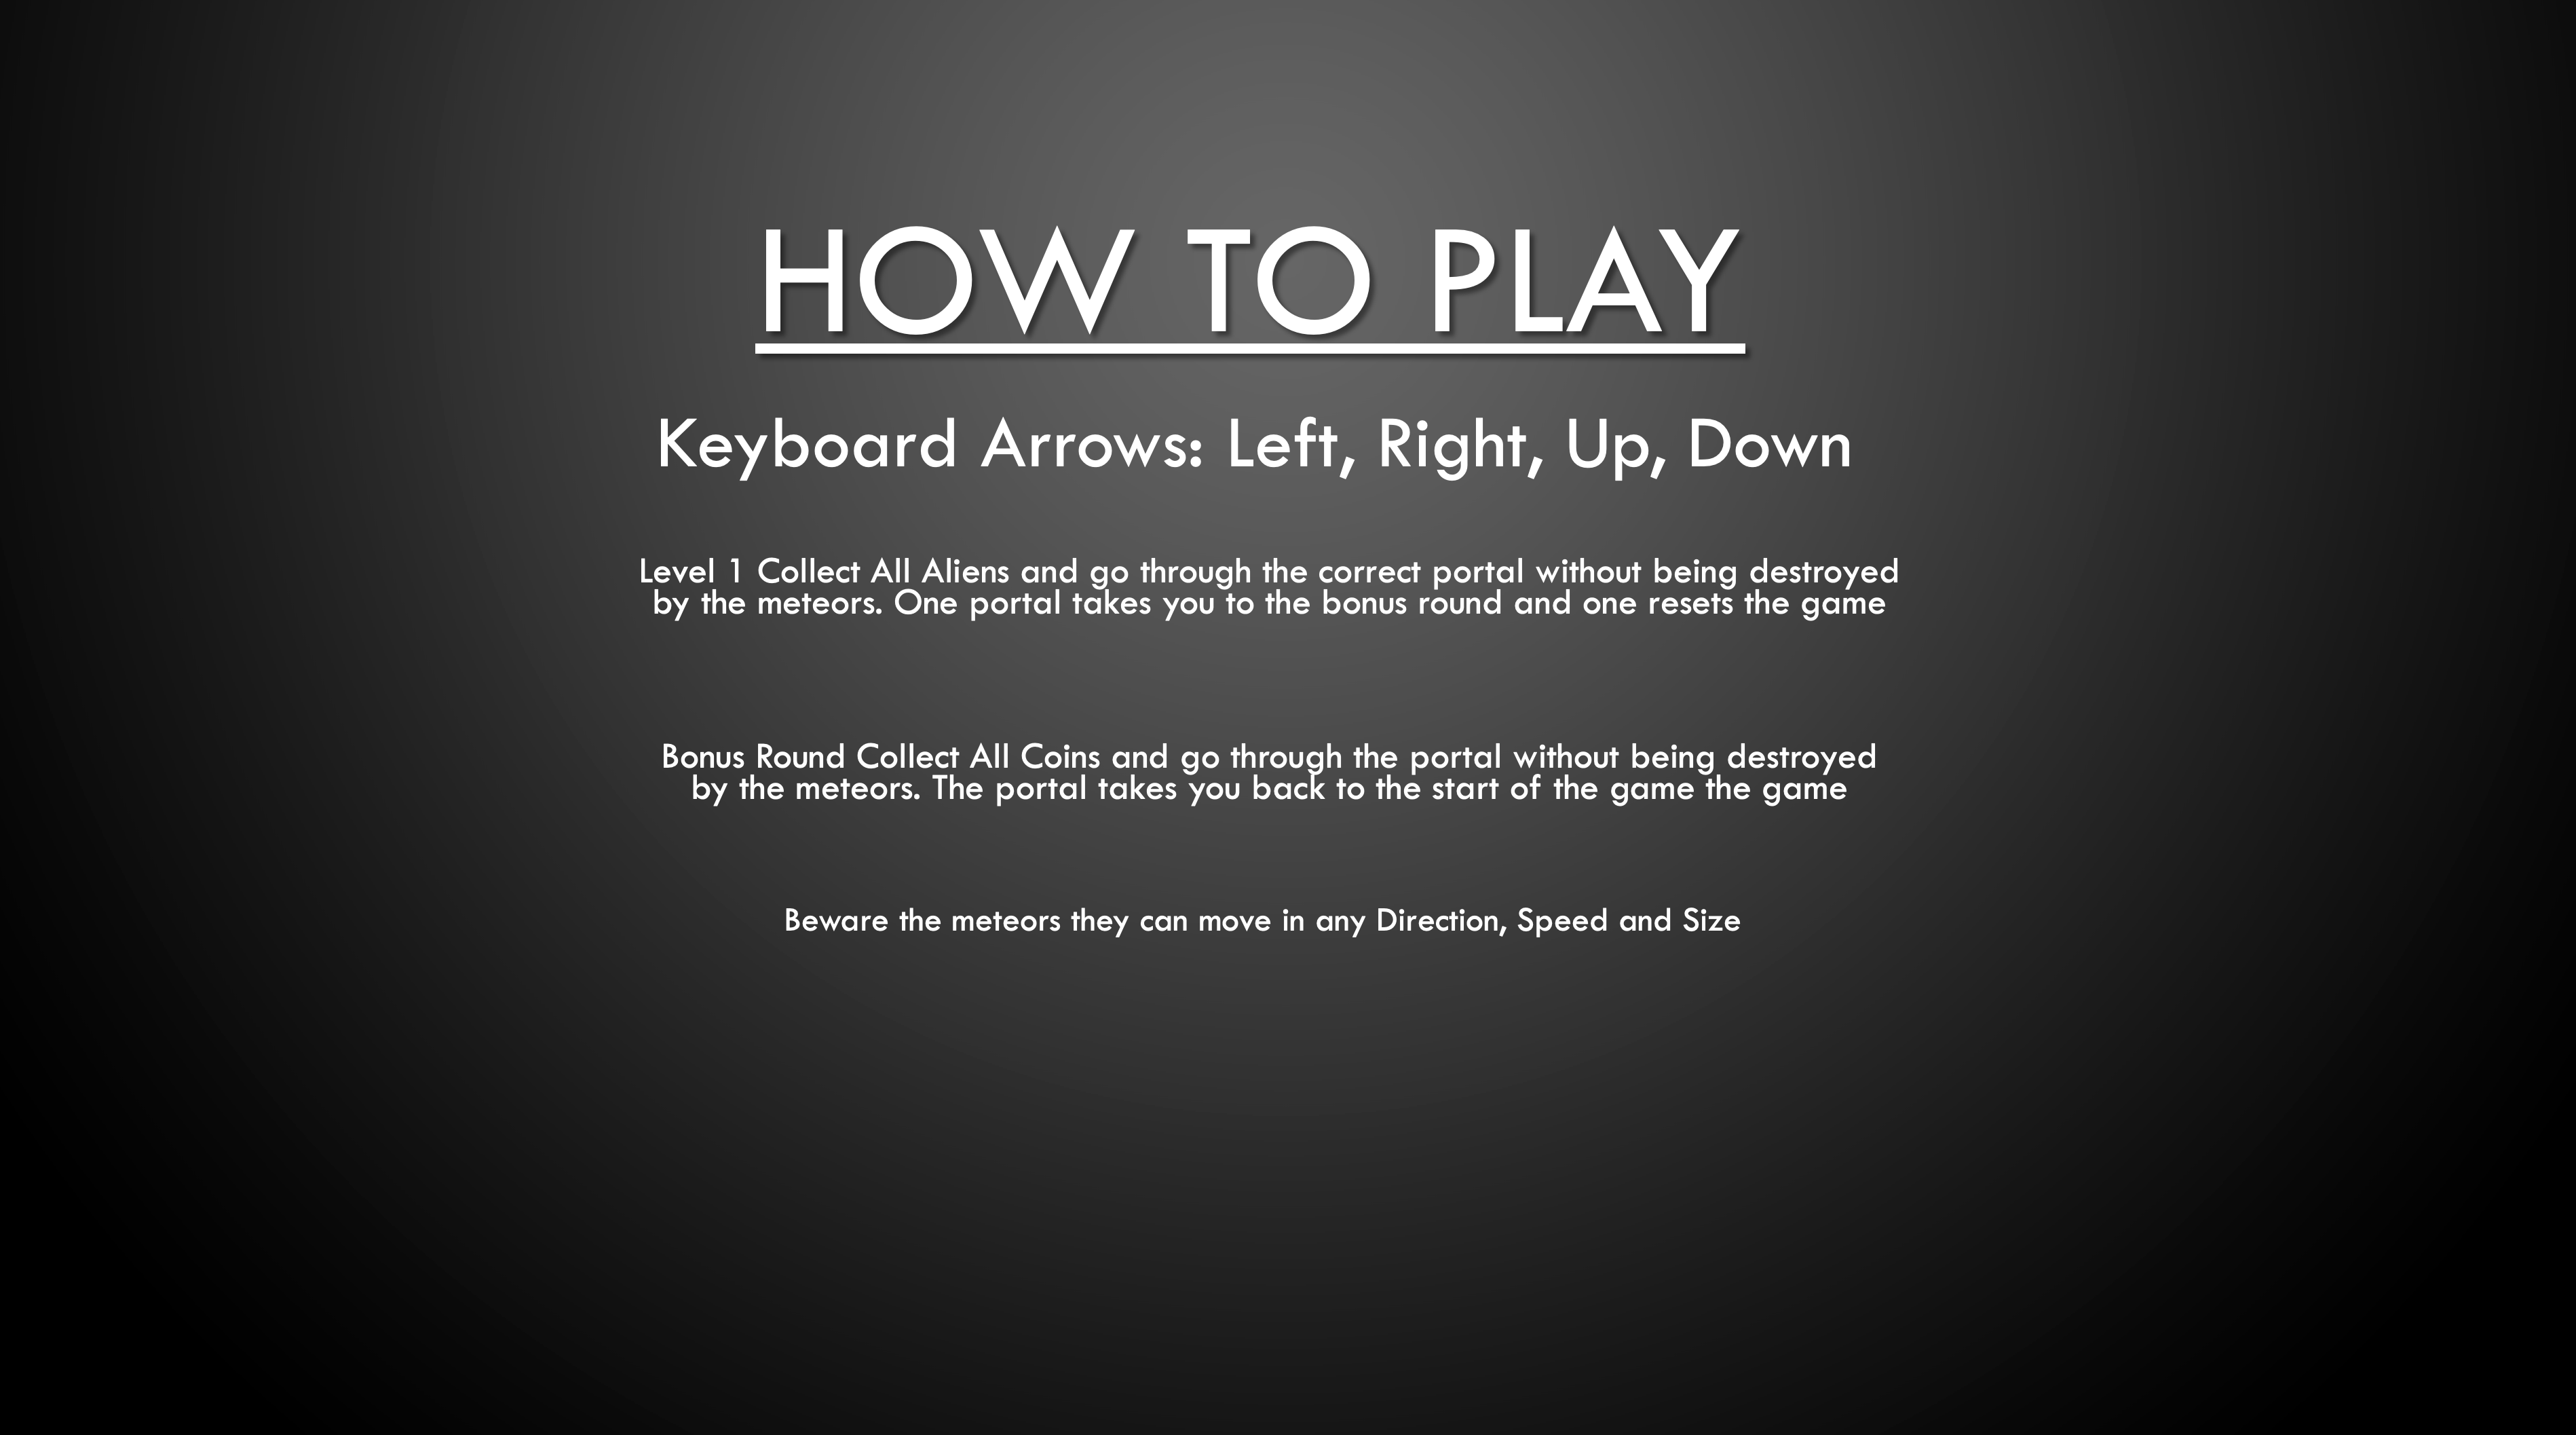 HOW TO PLAY
Keyboard Arrows: Left, Right, Up, Down
Level 1 Collect All Aliens and go through the correct portal without being destroyed
by the meteors. One portal takes you to the bonus round and one resets the game
Bonus Round Collect All Coins and go through the portal without being destroyed
by the meteors. The portal takes you back to the start of the game the game
Beware the meteors they can move in any Direction, Speed and Size